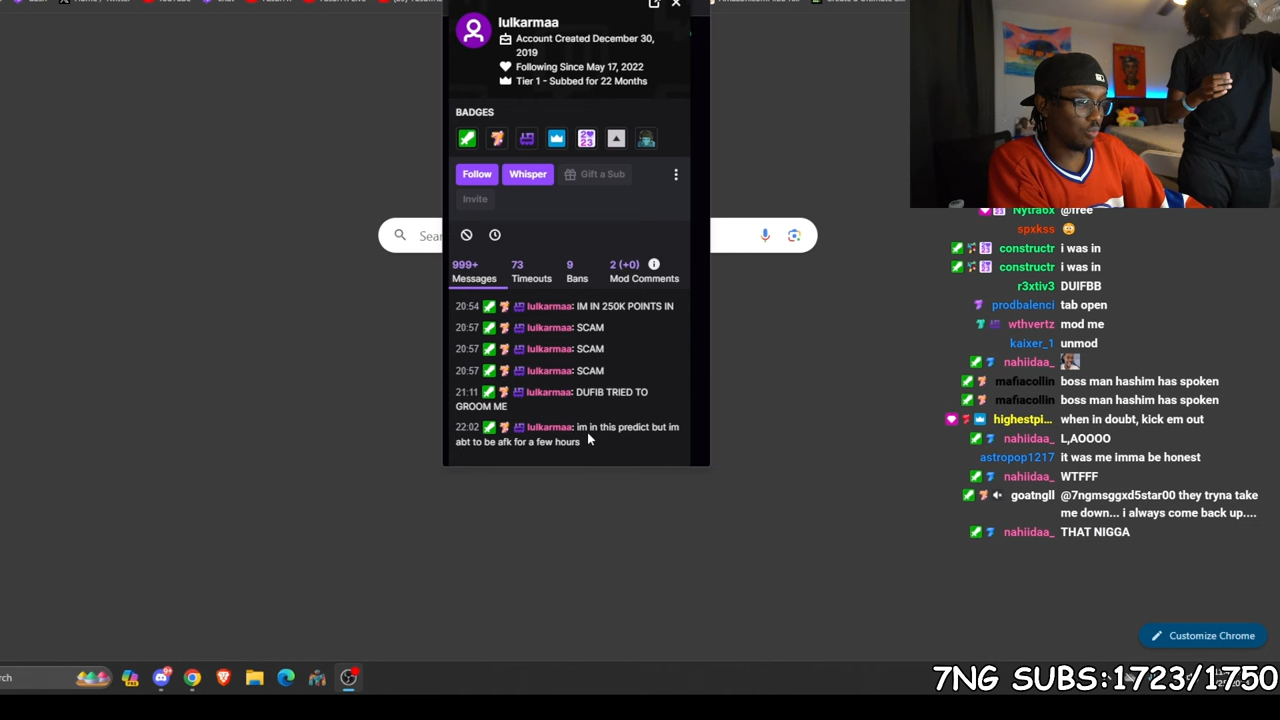 lulkarmaa
Account Created December 30,
2019
Following Since May 17, 2022
Tier 1 - Subbed for 22 Months
BADGES
Follow
Whisper
Gift a Sub
Invite
Sear
999+
Messages
73
Timeouts
9
Bans
2 (+0)
Mod Comments
20:54 lulkarmaa: IM IN 250K POINTS IN
20:57 lulkarmaa: SCAM
20:57 lulkarmaa: SCAM
20:57 lulkarmaa: SCAM
21:11 lulkarmaa: DUFIB TRIED TO
GROOM ME
22:02 lulkarmaa: im in this predict but im
abt to be afk for a few hours
Nytra6x @free
spxkss
constructr i was in
constructr i was in
r3xtiv3 DUIFBB
prodbalenci tab open
wthvertz mod me
kaixer_1 unmod
nahiidaa_
mafiacollin boss man hashim has spoken
mafiacollin boss man hashim has spoken
highestpi... when in doubt, kick em out
nahiidaa_ L,AOOOO
astropop1217 it was me imma be honest
nahiidaa_ WTFFF
goatngll @7ngmsggxd5star00 they tryna take
me down... i always come back up....
nahiidaa_ THAT NIGGA
Customize Chrome
rch
7NG SUBS:1723/1750